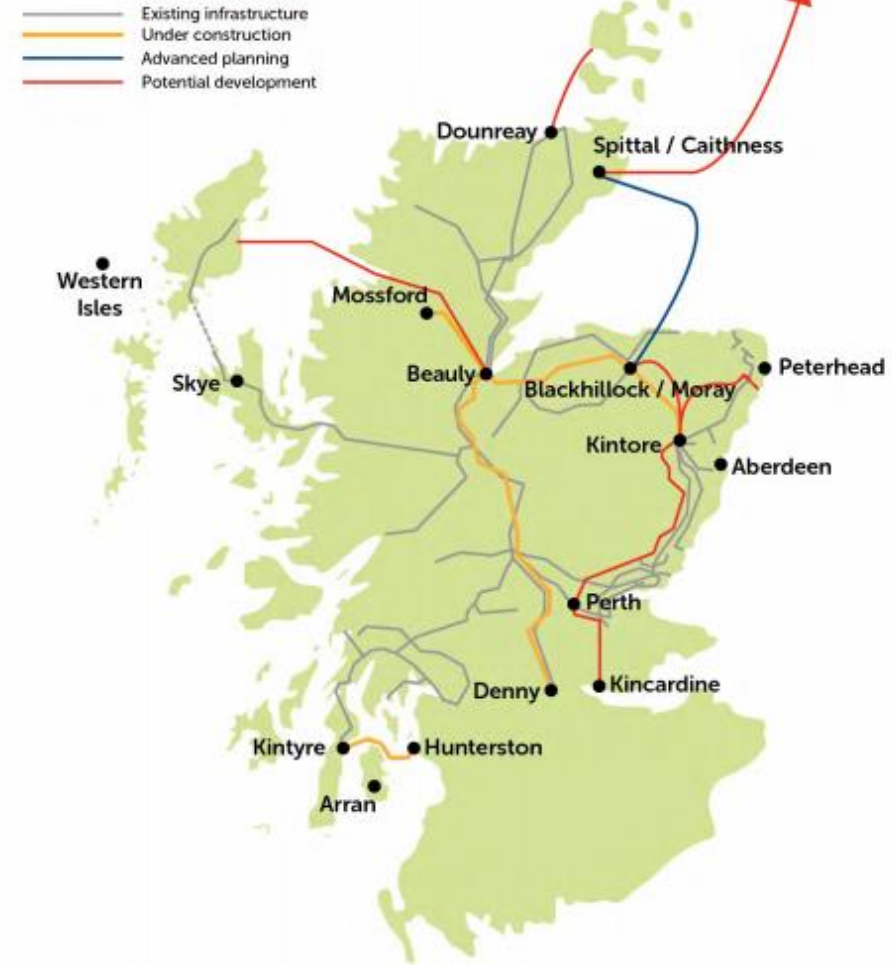 Existing infrastructure
Under construction
Advanced planning
Potential development
Dounreay
Spittal / Caithness
Western
Isles
Mossford
Beauly
Skye
Blackhillock / Moray
Peterhead
Kintore
Aberdeen
Perth
Denny
Kincardine
Kintyre
Hunterston
Arran